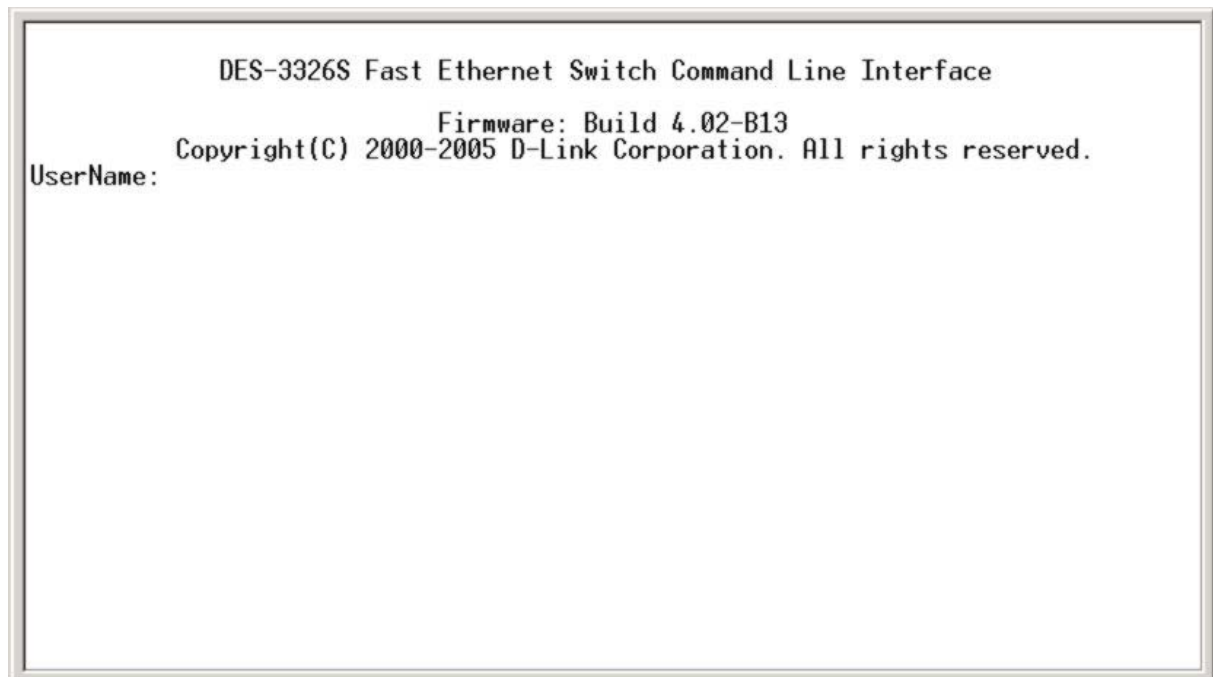 DES-3326S Fast Ethernet Switch Command Line Interface
Firmware: Build 4.02-B13
Copyright(C) 2000-2005 D-Link Corporation. All rights reserved.
UserName: